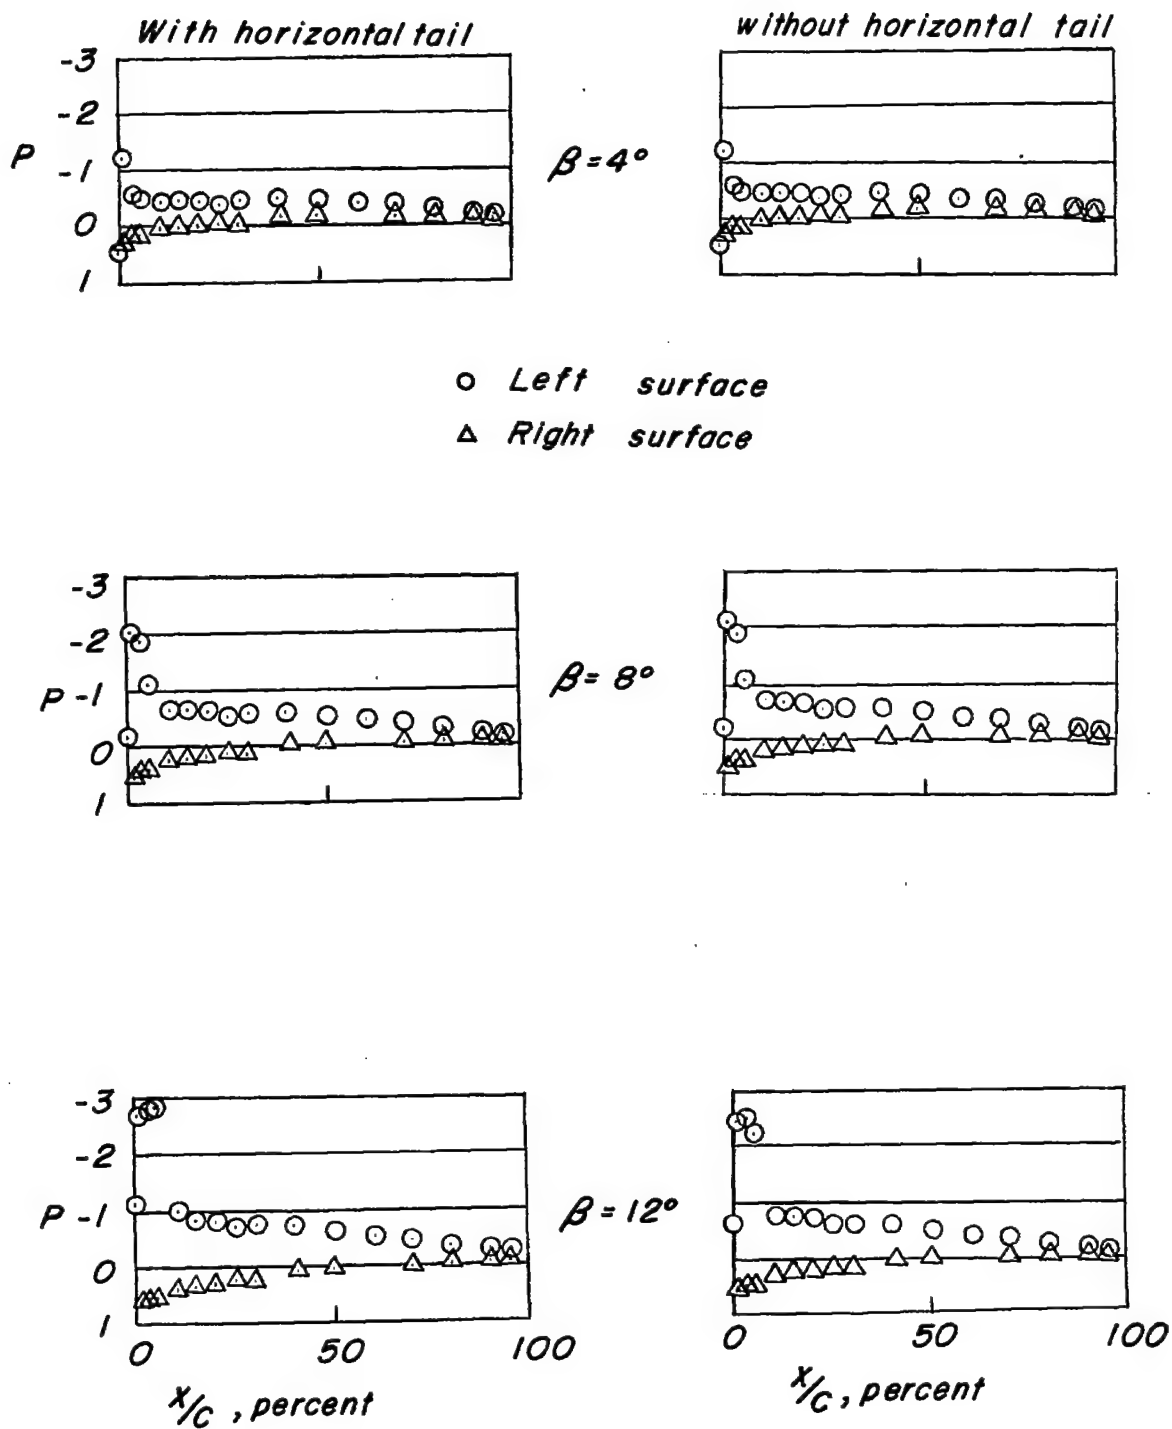 With horizontal tail
without horizontal tail
-3
-2
P
-1
0
1
β = 4°
○ Left surface
△ Right surface
-3
-2
P -1
0
1
β = 8°
-3
-2
P -1
0
1
β = 12°
0 50 100
0 50 100
x/c, percent
x/c, percent